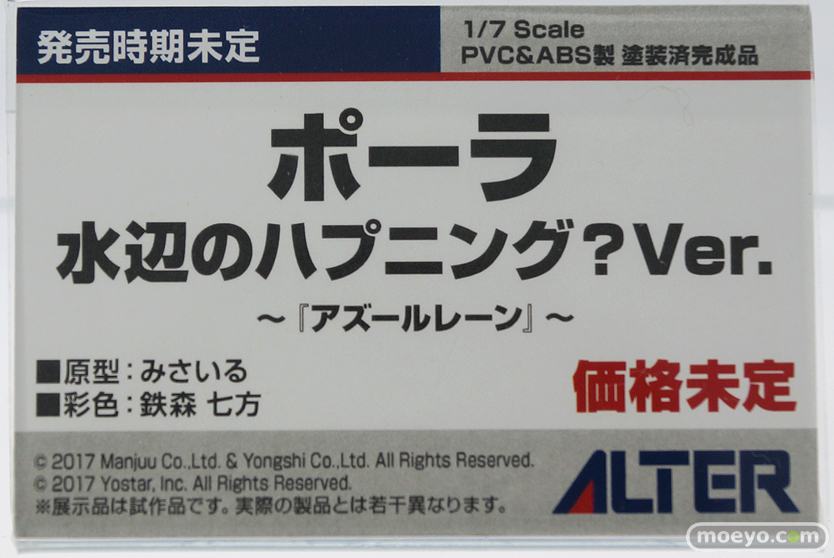 発売時期未定
1/7 Scale
PVC&ABS製 塗装済完成品
ポーラ
水辺のハプニング？Ver.
～『アズールレーン』～
■原型：みさいる
■彩色：鉄森 七方
価格未定
© 2017 Manjuu Co.,Ltd. & Yongshi Co.,Ltd. All Rights Reserved.
© 2017 Yostar, Inc. All Rights Reserved.
※展示品は試作品です。実際の製品とは若干異なります。
ALTER
moeyo.com